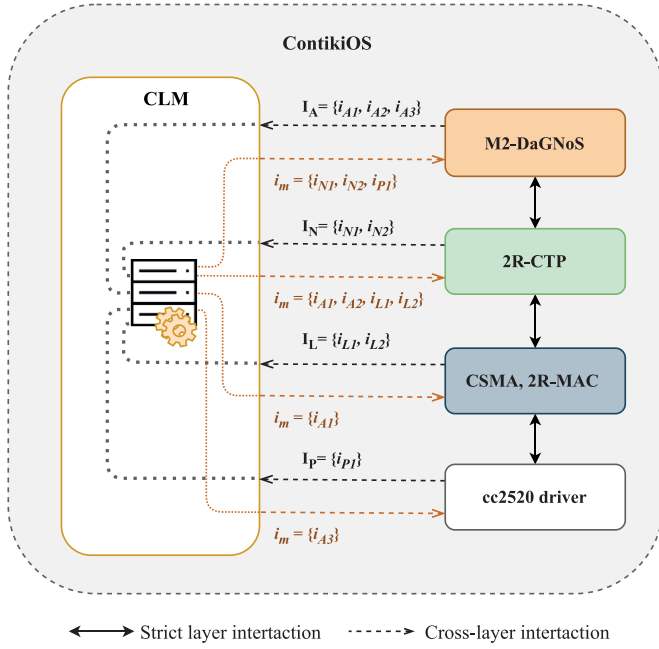 ContikiOS
CLM
I_A= {i_A1, i_A2, i_A3}
M2-DaGNoS
i_m = {i_N1, i_N2, i_P1}
I_N= {i_N1, i_N2}
2R-CTP
i_m = {i_A1, i_A2, i_L1, i_L2}
I_L= {i_L1, i_L2}
CSMA, 2R-MAC
i_m = {i_A1}
I_P= {i_P1}
cc2520 driver
i_m = {i_A3}
Strict layer intertaction
Cross-layer intertaction